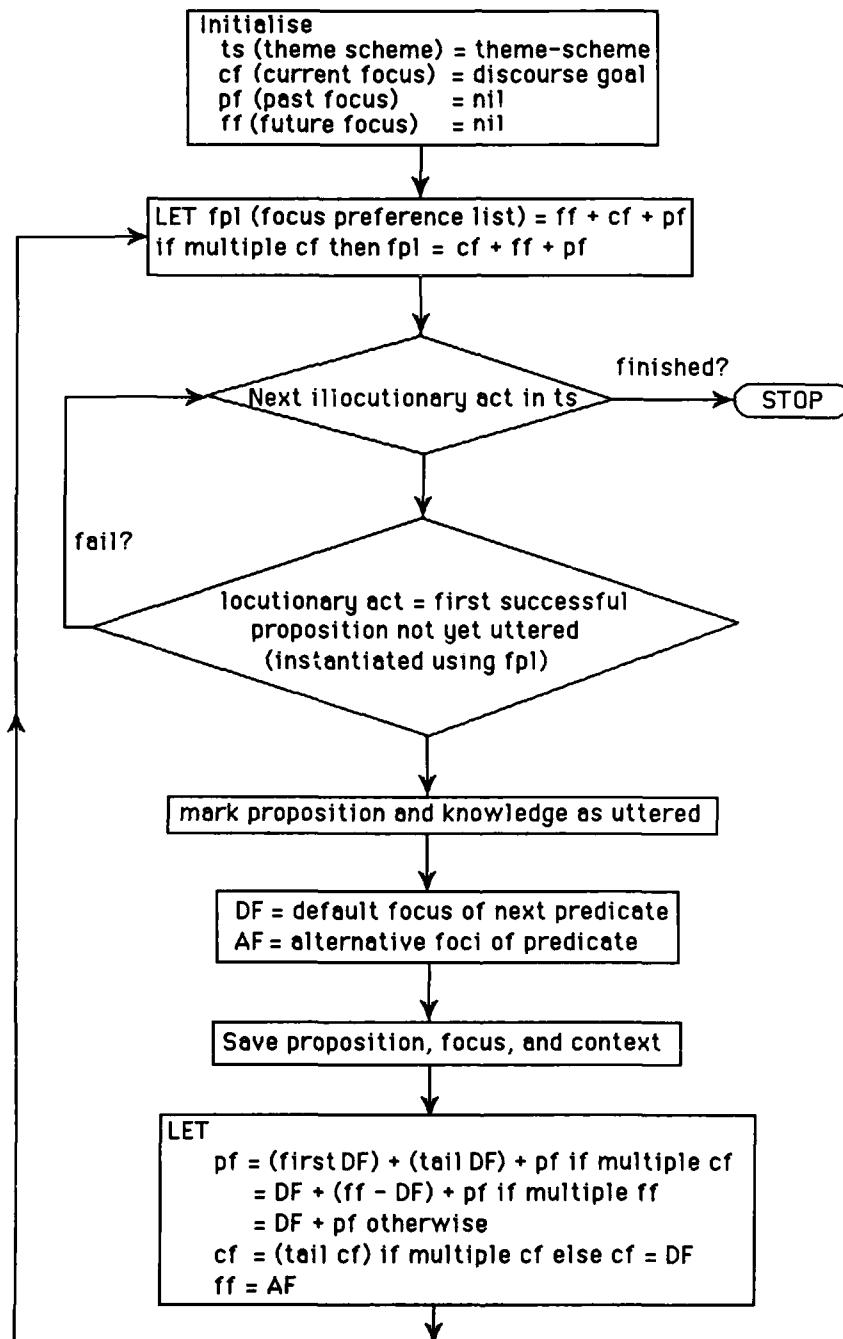 Initialise
ts (theme scheme) = theme-scheme
cf (current focus) = discourse goal
pf (past focus) = nil
ff (future focus) = nil
LET fpl (focus preference list) = ff + cf + pf
if multiple cf then fpl = cf + ff + pf
Next illocutionary act in ts
finished?
STOP
fail?
locutionary act = first successful
proposition not yet uttered
(instantiated using fpl)
mark proposition and knowledge as uttered
DF = default focus of next predicate
AF = alternative foci of predicate
Save proposition, focus, and context
LET
pf = (first DF) + (tail DF) + pf if multiple cf
= DF + (ff - DF) + pf if multiple ff
= DF + pf otherwise
cf = (tail cf) if multiple cf else cf = DF
ff = AF